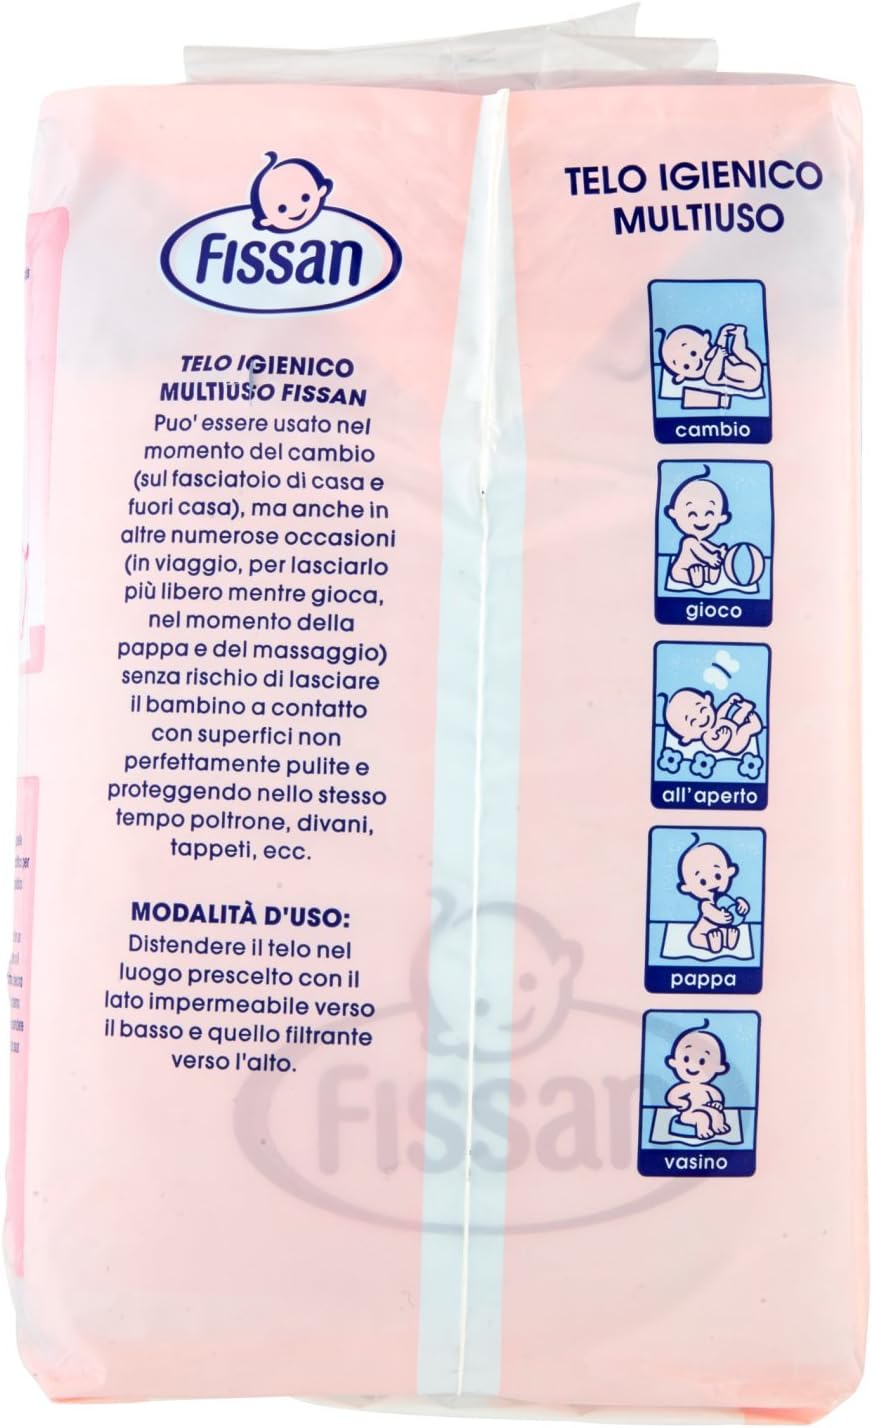 Fissan
TELO IGIENICO
MULTIUSO FISSAN
Puo' essere usato nel
momento del cambio
(sul fasciatoio di casa e
fuori casa), ma anche in
altre numerose occasioni
(in viaggio, per lasciarlo
più libero mentre gioca,
nel momento della
pappa e del massaggio)
senza rischio di lasciare
il bambino a contatto
con superfici non
perfettamente pulite e
proteggendo nello stesso
tempo poltrone, divani,
tappeti, ecc.
MODALITÀ D'USO:
Distendere il telo nel
luogo prescelto con il
lato impermeabile verso
il basso e quello filtrante
verso l'alto.
TELO IGIENICO
MULTIUSO
cambio
gioco
all'aperto
pappa
vasino
Fissan